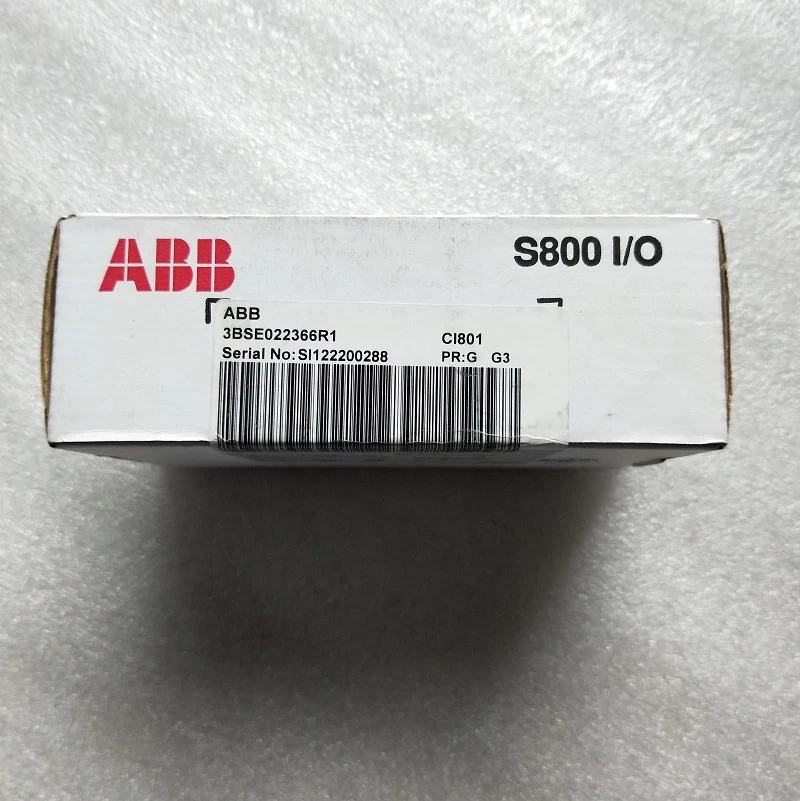 ABB
S800 I/O
ABB
3BSE022366R1 CI801
Serial No:SI122200288 PR:G G3